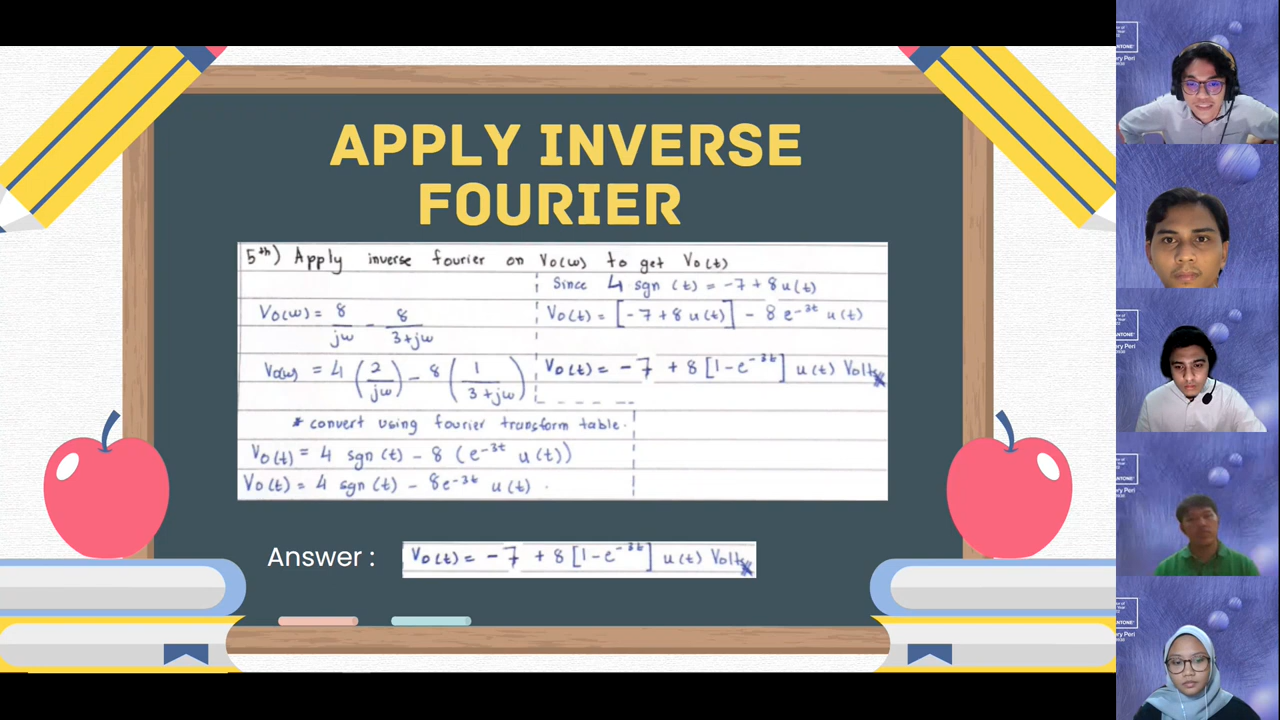 APPLY INVERSE
FOURIER
5th) Apply inverse fourier on Vo(ω) to get Vo(t)
Since 4 sgn (t) = -7 + 8 u(t)
Vo(ω) = 8/jω - 8/3+jω
Vo(t) = [-7 + 8 u(t)] - 8 e^-3t u(t)
Vo(ω) = 4 (2/jω) - 8 ( /3+jω)
Vo(t) = -7 + 8 [1-e^-3t] u(t) Volts
* convert using fourier transform table.
Vo(t) = 4 sgn (t) - 8 (e^-3t u(t))
Vo(t) = 4 sgn (t) - 8e^-3t u(t)
Answer : Vo(t) = -7 + 8 [1-e^-3t] u(t) Volts